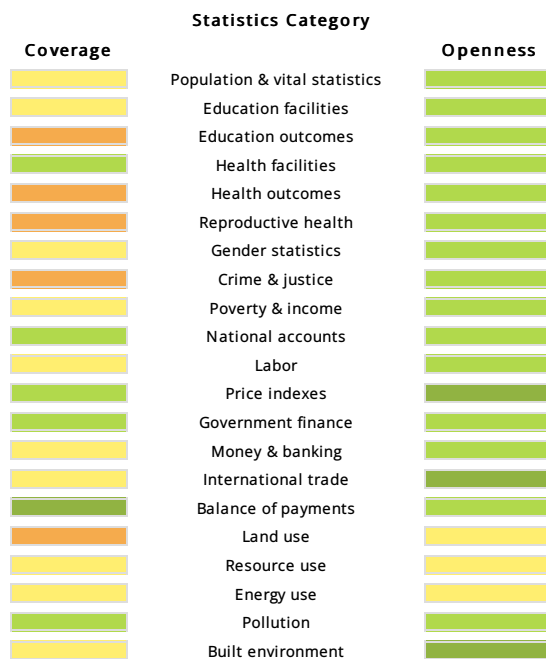 Statistics Category
Coverage
Openness
Population & vital statistics
Education facilities
Education outcomes
Health facilities
Health outcomes
Reproductive health
Gender statistics
Crime & justice
Poverty & income
National accounts
Labor
Price indexes
Government finance
Money & banking
International trade
Balance of payments
Land use
Resource use
Energy use
Pollution
Built environment